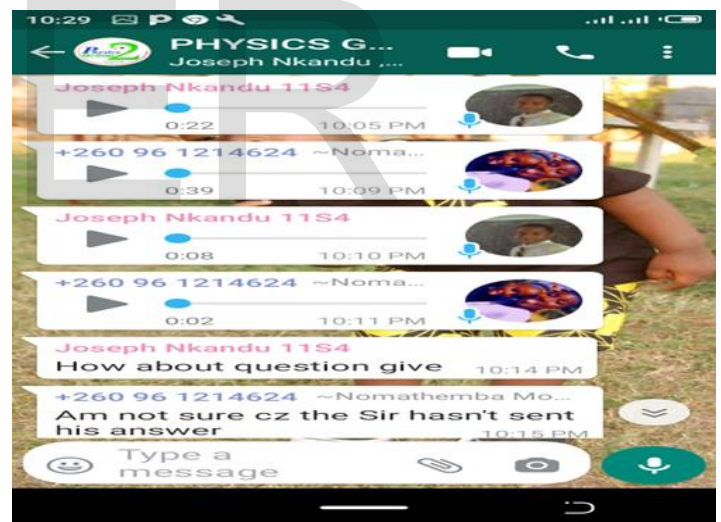 10:29
PHYSICS G...
Joseph Nkandu ,...
Joseph Nkandu 11S4
0:22 10:05 PM
+260 96 1214624 ~Noma...
0:39 10:09 PM
Joseph Nkandu 11S4
0:08 10:10 PM
+260 96 1214624 ~Noma...
0:02 10:11 PM
Joseph Nkandu 11S4
How about question give 10:14 PM
+260 96 1214624 ~Nomathemba Mo...
Am not sure cz the Sir hasn't sent
his answer 10:15 PM
Type a
message